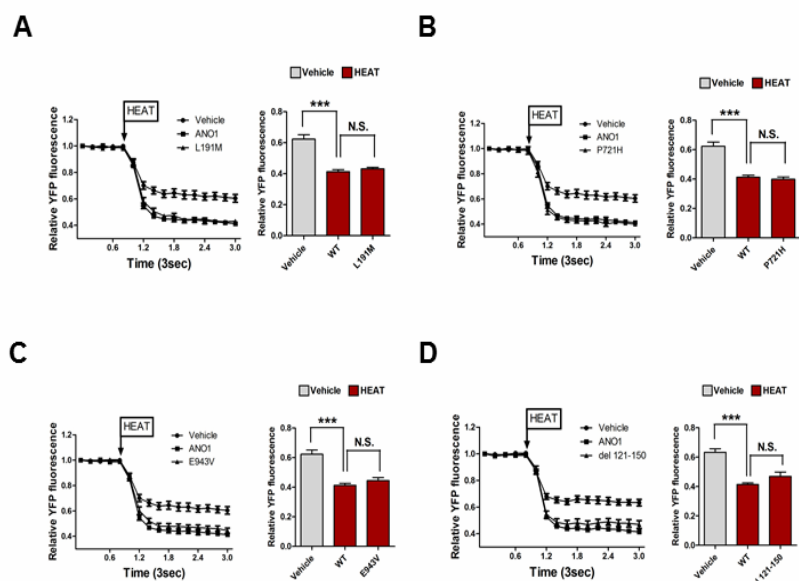 A
Relative YFP fluorescence
HEAT
Vehicle
ANO1
L191M
1.2
1.0
0.8
0.6
0.4
0.6 1.2 1.8 2.4 3.0
Time (3sec)
Vehicle HEAT
*** N.S.
Relative YFP fluorescence
0.8
0.6
0.4
0.2
0.0
Vehicle WT L191M
B
Relative YFP fluorescence
HEAT
Vehicle
ANO1
P721H
1.2
1.0
0.8
0.6
0.4
0.6 1.2 1.8 2.4 3.0
Time (3sec)
Vehicle HEAT
*** N.S.
Relative YFP fluorescence
0.8
0.6
0.4
0.2
0.0
Vehicle WT P721H
C
Relative YFP fluorescence
HEAT
Vehicle
ANO1
E943V
1.2
1.0
0.8
0.6
0.4
0.6 1.2 1.8 2.4 3.0
Time (3sec)
Vehicle HEAT
*** N.S.
Relative YFP fluorescence
0.8
0.6
0.4
0.2
0.0
Vehicle WT E943V
D
Relative YFP fluorescence
HEAT
Vehicle
ANO1
del 121-150
1.2
1.0
0.8
0.6
0.4
0.6 1.2 1.8 2.4 3.0
Time (3sec)
Vehicle HEAT
*** N.S.
Relative YFP fluorescence
0.8
0.6
0.4
0.2
0.0
Vehicle WT 121-150